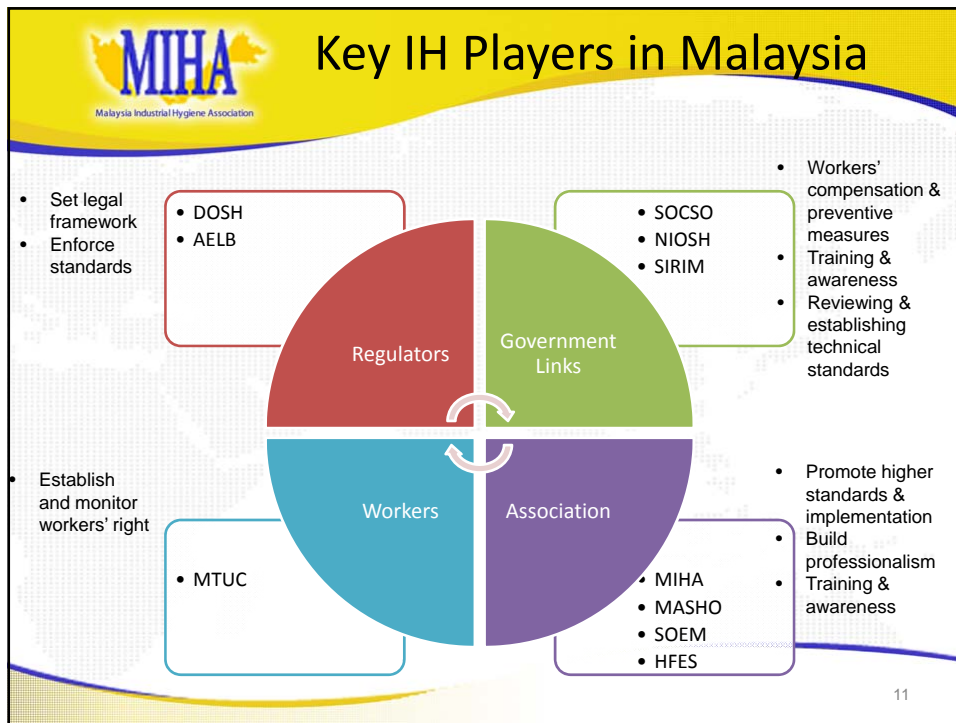 MIHA
Malaysia Industrial Hygiene Association
Key IH Players in Malaysia
• Set legal
framework
• Enforce
standards
• DOSH
• AELB
Regulators
• SOCSO
• NIOSH
• SIRIM
Government
Links
• Workers'
compensation &
preventive
measures
• Training &
awareness
• Reviewing &
establishing
technical
standards
• Establish
and monitor
workers' right
• MTUC
Workers
Association
• MIHA
• MASHO
• SOEM
• HFES
• Promote higher
standards &
implementation
• Build
professionalism
• Training &
awareness
11